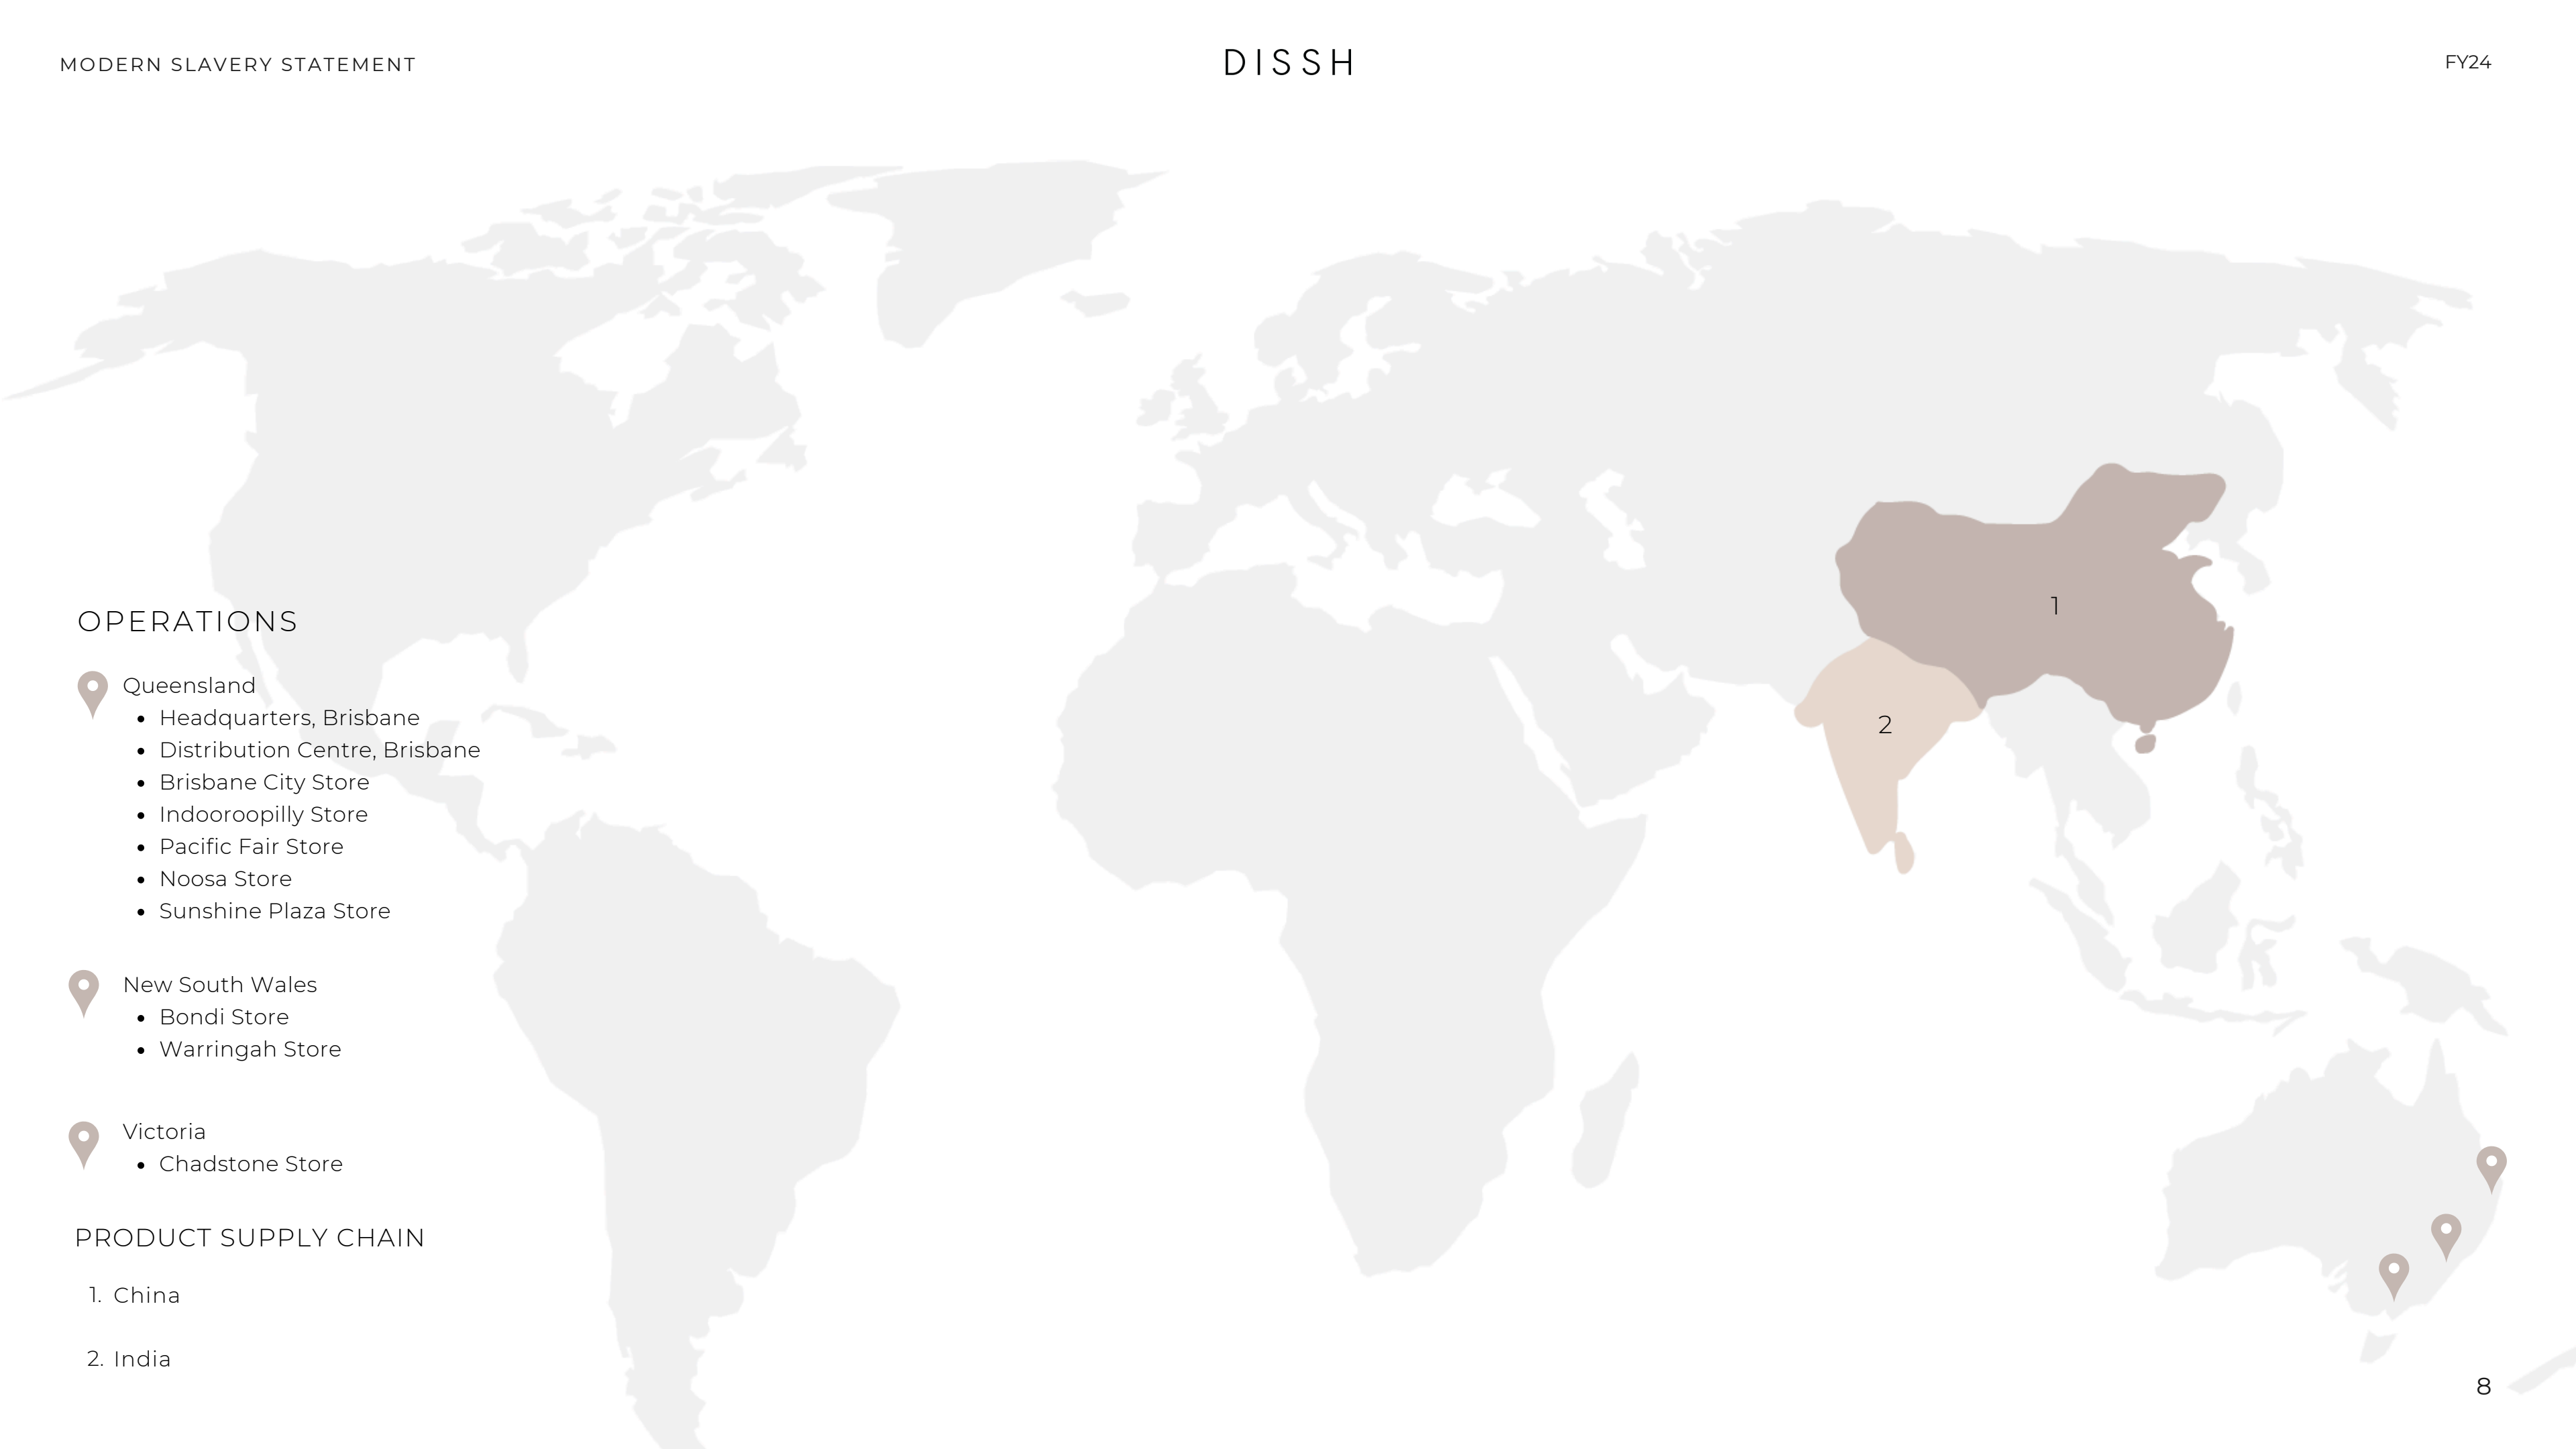 MODERN SLAVERY STATEMENT
DISSH
FY24
OPERATIONS
Queensland
• Headquarters, Brisbane
• Distribution Centre, Brisbane
• Brisbane City Store
• Indooroopilly Store
• Pacific Fair Store
• Noosa Store
• Sunshine Plaza Store
New South Wales
• Bondi Store
• Warringah Store
Victoria
• Chadstone Store
PRODUCT SUPPLY CHAIN
1. China
2. India
1
2
8